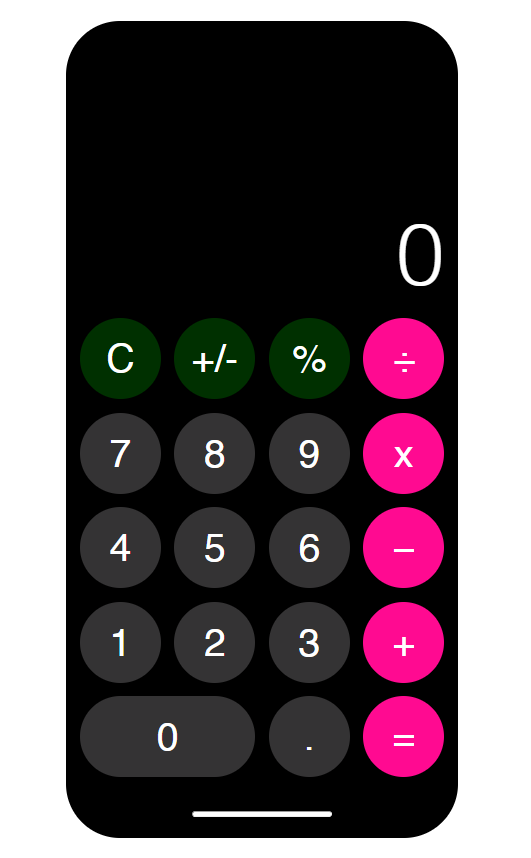 0
C +/- % ÷
7 8 9 x
4 5 6 −
1 2 3 +
0 . =